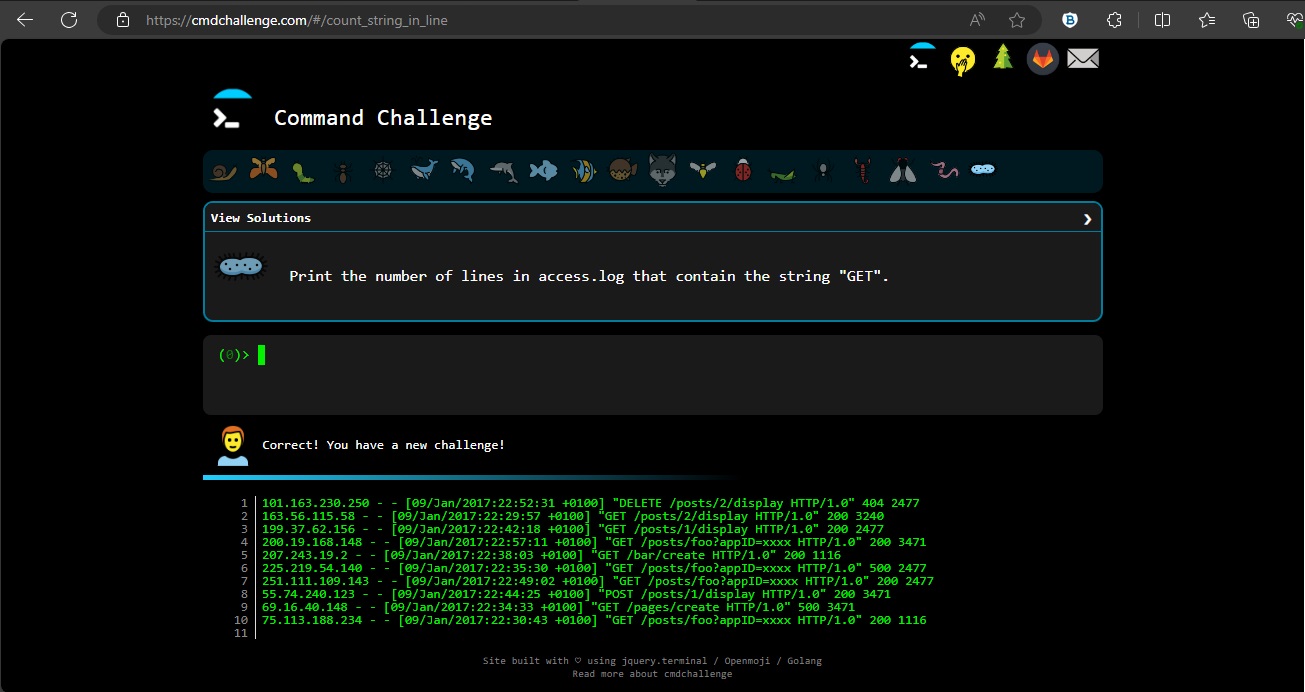 https://cmdchallenge.com/#/count_string_in_line
Command Challenge
View Solutions
Print the number of lines in access.log that contain the string "GET".
(0)>
Correct! You have a new challenge!
1 101.163.230.250 - - [09/Jan/2017:22:52:31 +0100] "DELETE /posts/2/display HTTP/1.0" 404 2477
2 163.56.115.58 - - [09/Jan/2017:22:29:57 +0100] "GET /posts/2/display HTTP/1.0" 200 3240
3 199.37.62.156 - - [09/Jan/2017:22:42:18 +0100] "GET /posts/1/display HTTP/1.0" 200 2477
4 200.19.168.148 - - [09/Jan/2017:22:57:11 +0100] "GET /posts/foo?appID=xxxx HTTP/1.0" 200 3471
5 207.243.19.2 - - [09/Jan/2017:22:38:03 +0100] "GET /bar/create HTTP/1.0" 200 1116
6 225.219.54.140 - - [09/Jan/2017:22:35:30 +0100] "GET /posts/foo?appID=xxxx HTTP/1.0" 500 2477
7 251.111.109.143 - - [09/Jan/2017:22:49:02 +0100] "GET /posts/foo?appID=xxxx HTTP/1.0" 200 2477
8 55.74.240.123 - - [09/Jan/2017:22:44:25 +0100] "POST /posts/1/display HTTP/1.0" 200 3471
9 69.16.40.148 - - [09/Jan/2017:22:34:33 +0100] "GET /pages/create HTTP/1.0" 500 3471
10 75.113.188.234 - - [09/Jan/2017:22:30:43 +0100] "GET /posts/foo?appID=xxxx HTTP/1.0" 200 1116
11
Site built with ♡ using jquery.terminal / Openmoji / Golang
Read more about cmdchallenge